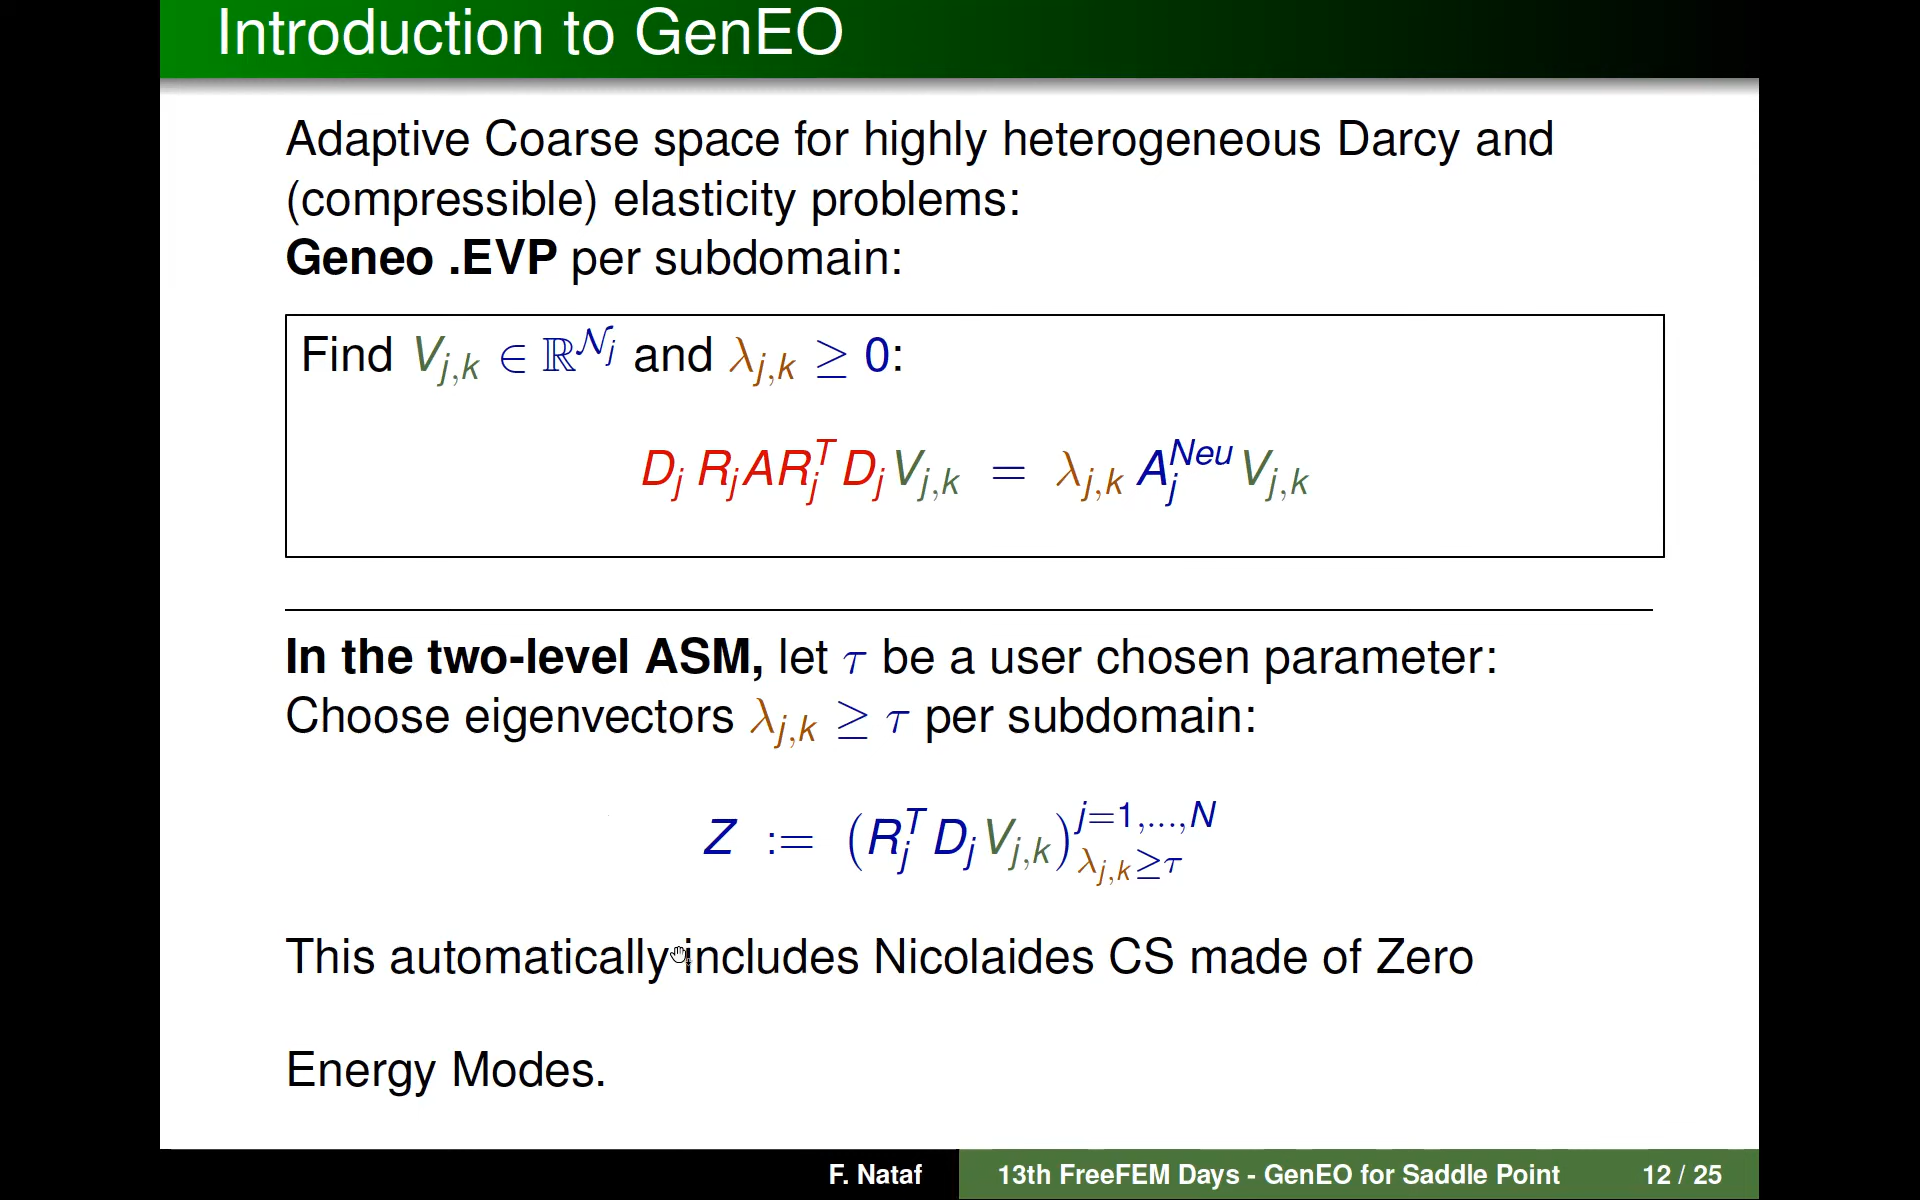 Introduction to GenEO
Adaptive Coarse space for highly heterogeneous Darcy and
(compressible) elasticity problems:
Geneo .EVP per subdomain:
Find V_{j,k} ∈ ℝ^{𝒩_j} and λ_{j,k} ≥ 0:
D_j R_j A R_j^T D_j V_{j,k} = λ_{j,k} A_j^{Neu} V_{j,k}
In the two-level ASM, let τ be a user chosen parameter:
Choose eigenvectors λ_{j,k} ≥ τ per subdomain:
Z := (R_j^T D_j V_{j,k})^{j=1,...,N}_{λ_{j,k}≥τ}
This automatically includes Nicolaides CS made of Zero
Energy Modes.
F. Nataf 13th FreeFEM Days - GenEO for Saddle Point 12 / 25